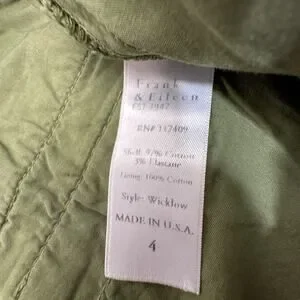 Frank
& Eileen
EST 1947
RN# 117409
Shell: 97% Cotton
3% Elastane
Lining: 100% Cotton
Style: Wicklow
MADE IN U.S.A.
4